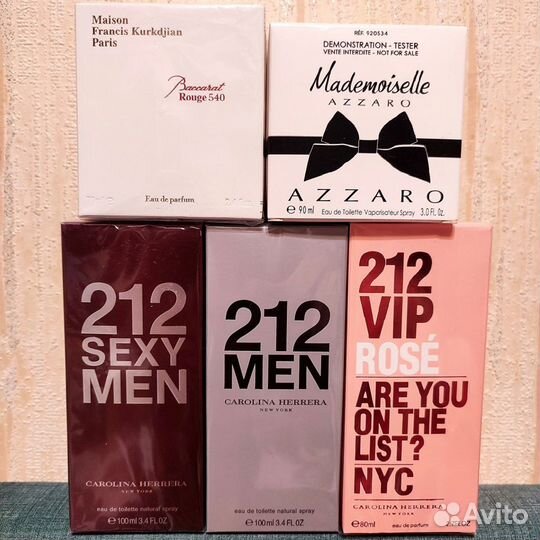 Maison
Francis Kurkdjian
Paris
Baccarat
Rouge 540
Eau de parfum
RÉF. 920534
DEMONSTRATION - TESTER
VENTE INTERDITE - NOT FOR SALE
Mademoiselle
AZZARO
AZZARO
e 90 ml Eau de Toilette Vaporisateur Spray 3.0 Fl. Oz.
212
SEXY
MEN
CAROLINA HERRERA
NEW YORK
eau de toilette natural spray
e 100 ml 3.4 FL OZ
212
MEN
CAROLINA HERRERA
NEW YORK
eau de toilette natural spray
e 100 ml 3.4 FL. OZ
212
VIP
ROSÉ
ARE YOU
ON THE
LIST?
NYC
CAROLINA HERRERA
NEW YORK
e 80ml eau de parfum
Avito